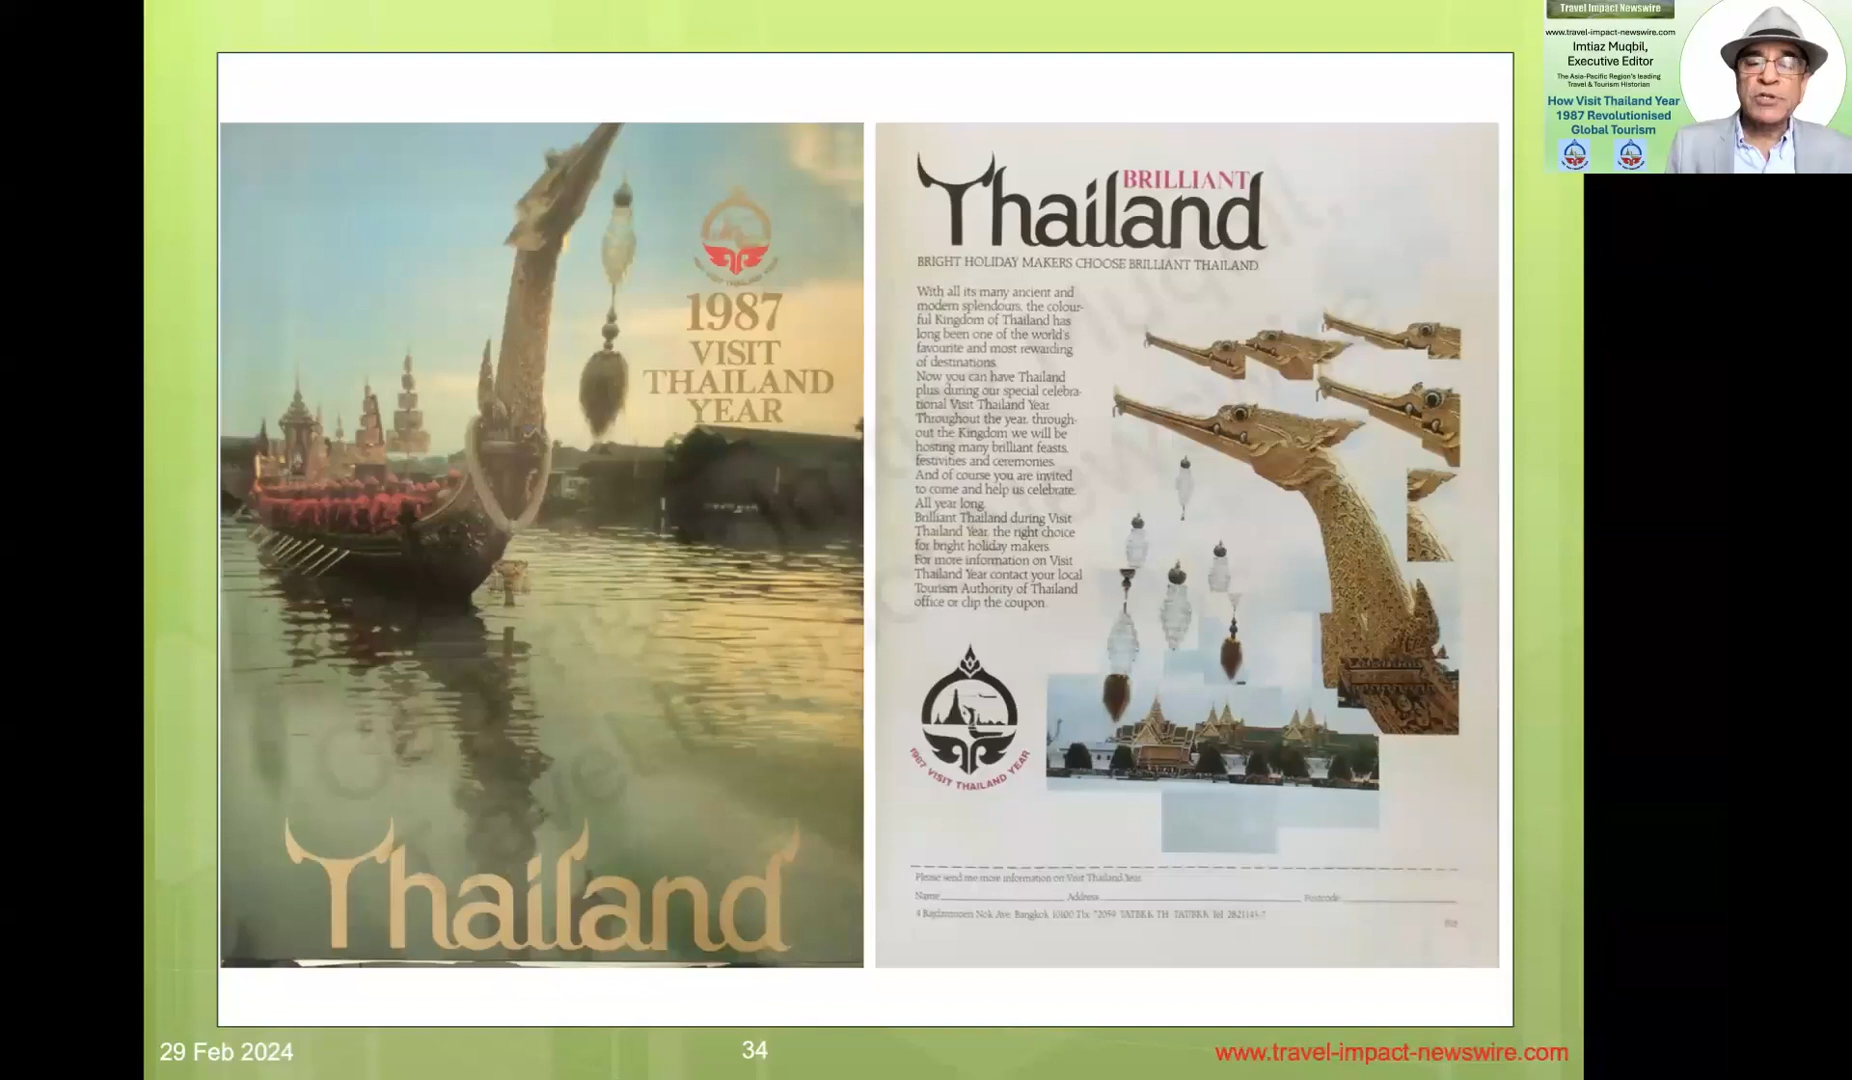 Travel Impact Newswire
www.travel-impact-newswire.com
Imtiaz Muqbil,
Executive Editor
The Asia-Pacific Region's leading
Travel & Tourism Historian
How Visit Thailand Year
1987 Revolutionised
Global Tourism
1987
VISIT
THAILAND
YEAR
Thailand
BRILLIANT
Thailand
BRIGHT HOLIDAY MAKERS CHOOSE BRILLIANT THAILAND
With all its many ancient and
modern splendours, the colour-
ful Kingdom of Thailand has
long been one of the world's
favourite and most rewarding
of destinations.
Now you can have Thailand
plus, during our special celebra-
tional Visit Thailand Year.
Throughout the year, through-
out the Kingdom we will be
hosting many brilliant feasts,
festivities and ceremonies.
And of course you are invited
to come and help us celebrate.
All year long.
Brilliant Thailand during Visit
Thailand Year, the right choice
for bright holiday makers.
For more information on Visit
Thailand Year contact your local
Tourism Authority of Thailand
office or clip the coupon.
1987 VISIT THAILAND YEAR
Please send me more information on Visit Thailand Year.
Name Address Postcode
Nok Ave. Bangkok 10100 TH
29 Feb 2024
34
www.travel-impact-newswire.com